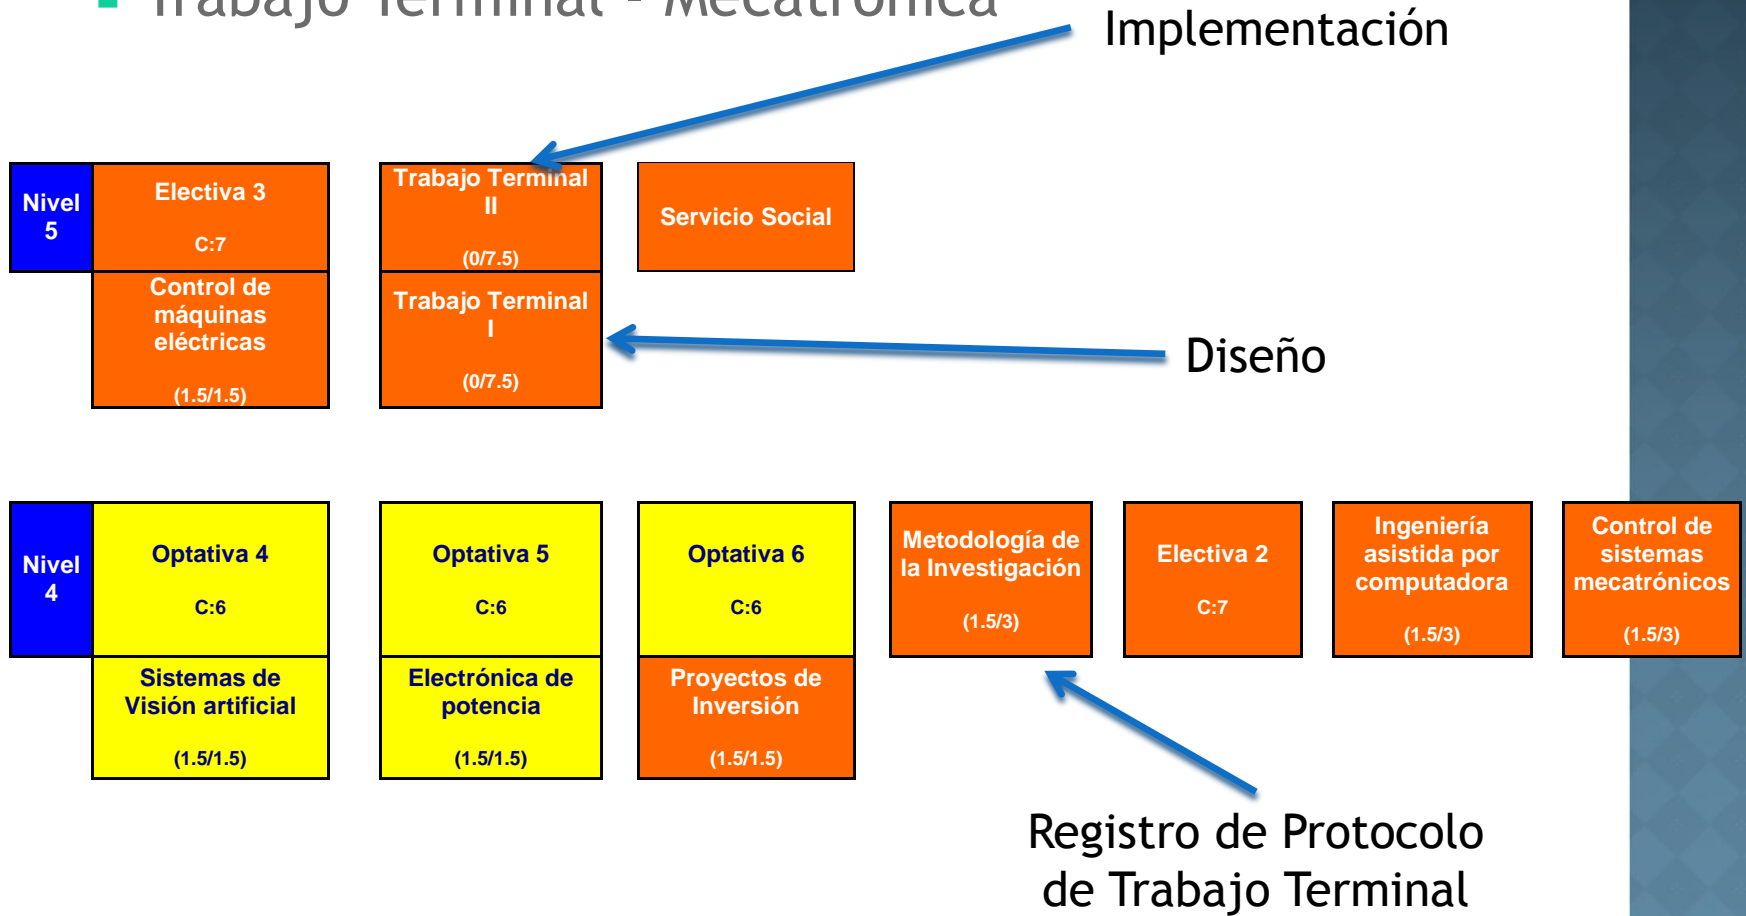 Trabajo Terminal - Mecatrónica
Implementación
Nivel
5
Electiva 3
C:7
Trabajo Terminal
II
(0/7.5)
Servicio Social
Control de
máquinas
eléctricas
(1.5/1.5)
Trabajo Terminal
I
(0/7.5)
Diseño
Nivel
4
Optativa 4
C:6
Optativa 5
C:6
Optativa 6
C:6
Metodología de
la Investigación
(1.5/3)
Electiva 2
C:7
Ingeniería
asistida por
computadora
(1.5/3)
Control de
sistemas
mecatrónicos
(1.5/3)
Sistemas de
Visión artificial
(1.5/1.5)
Electrónica de
potencia
(1.5/1.5)
Proyectos de
Inversión
(1.5/1.5)
Registro de Protocolo
de Trabajo Terminal